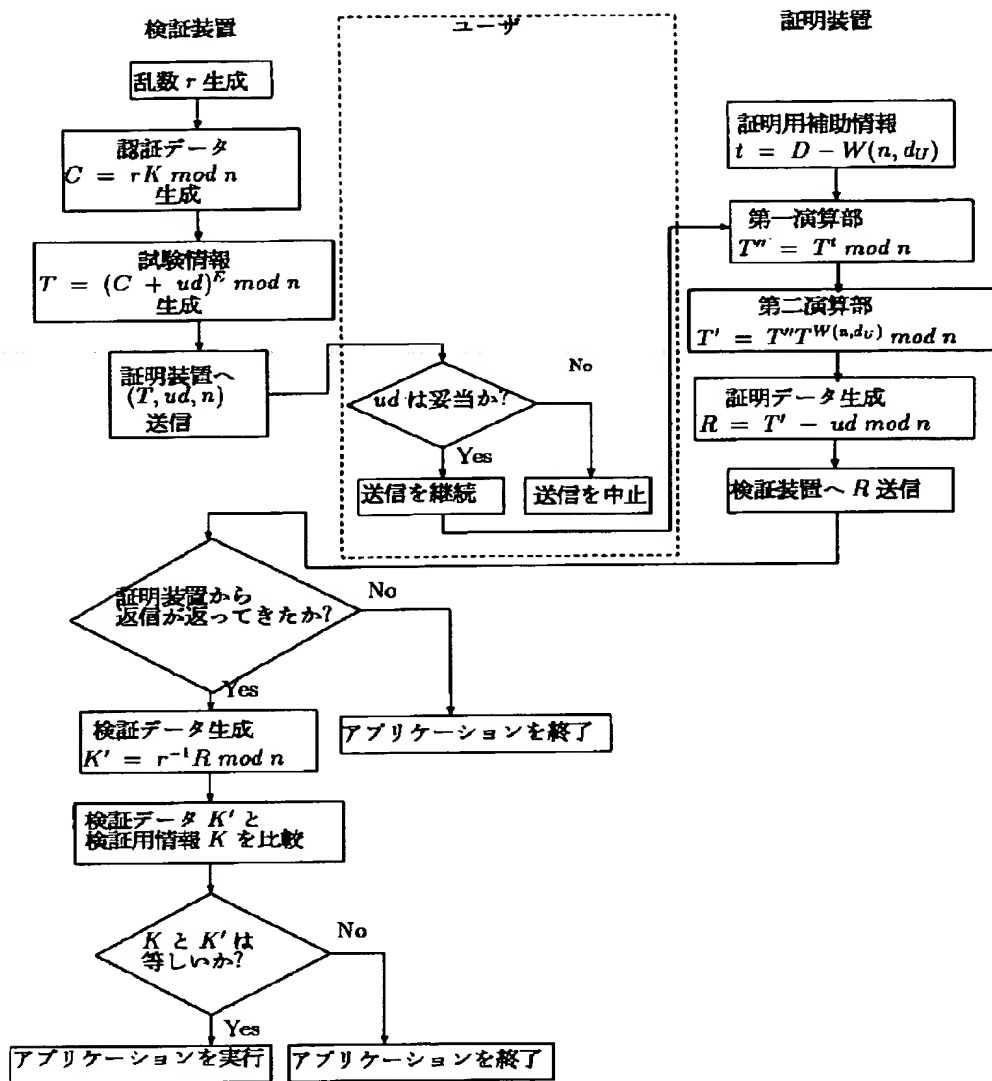 検証装置
乱数 r 生成
認証データ
C = rK mod n
生成
試験情報
T = (C + ud)^E mod n
生成
証明装置へ
(T, ud, n)
送信
ユーザ
ud は妥当か?
No
Yes
送信を継続
送信を中止
証明装置
証明用補助情報
t = D − W(n, d_U)
第一演算部
T'' = T^t mod n
第二演算部
T' = T''T^{W(n,d_U)} mod n
証明データ生成
R = T' − ud mod n
検証装置へ R 送信
証明装置から
返信が返ってきたか?
No
Yes
アプリケーションを終了
検証データ生成
K' = r^{-1}R mod n
検証データ K' と
検証用情報 K を比較
K と K' は
等しいか?
No
Yes
アプリケーションを実行
アプリケーションを終了